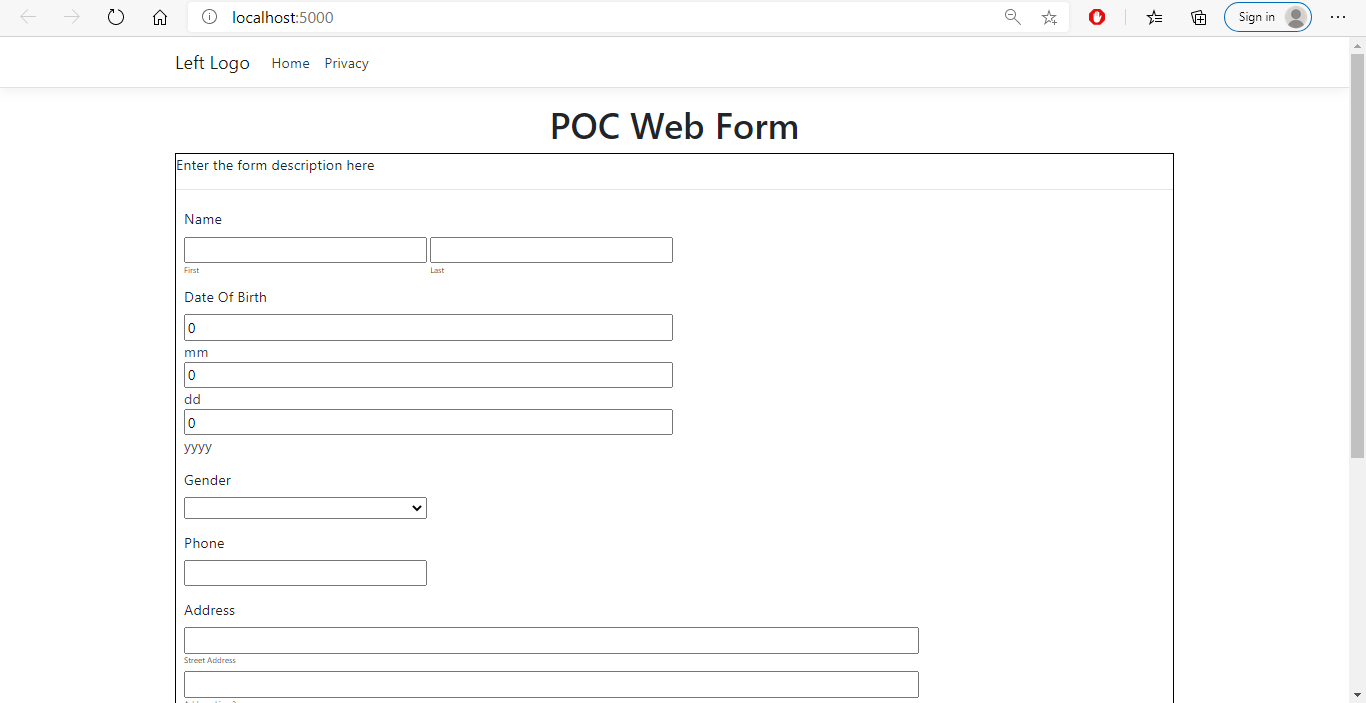 localhost:5000
Sign in
Left Logo Home Privacy
POC Web Form
Enter the form description here
Name
First Last
Date Of Birth
0
mm
0
dd
0
yyyy
Gender
Phone
Address
Street Address